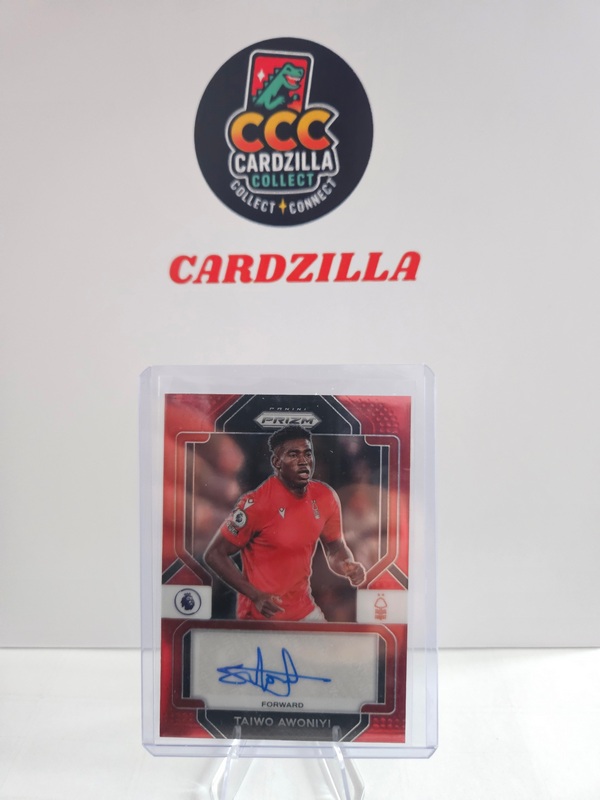 CCC
CARDZILLA
COLLECT
COLLECT CONNECT
CARDZILLA
PANINI
PRIZM
FORWARD
TAIWO AWONIYI